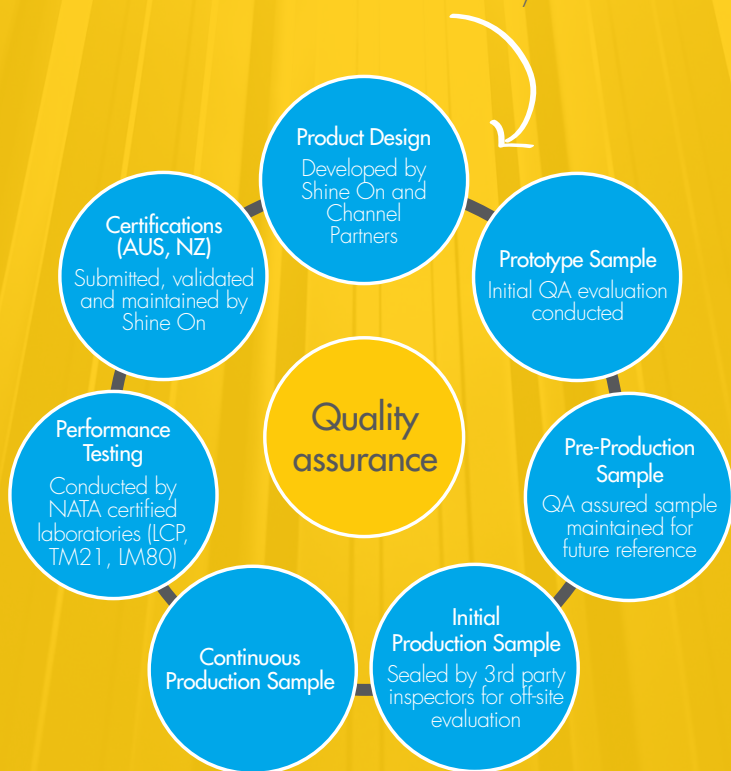 Product Design
Developed by
Shine On and
Channel
Partners
Prototype Sample
Initial QA evaluation
conducted
Pre-Production
Sample
QA assured sample
maintained for
future reference
Initial
Production Sample
Sealed by 3rd party
inspectors for off-site
evaluation
Continuous
Production Sample
Performance
Testing
Conducted by
NATA certified
laboratories (LCP,
TM21, LM80)
Certifications
(AUS, NZ)
Submitted, validated
and maintained by
Shine On
Quality
assurance